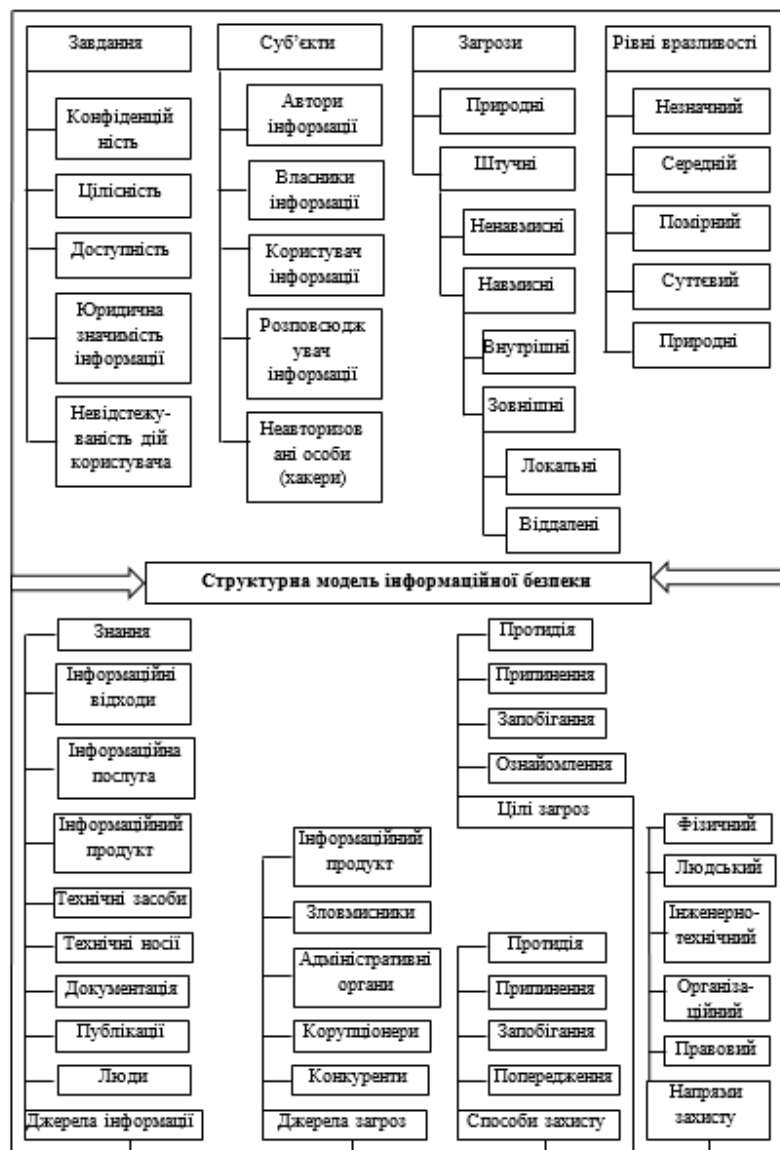 Завдання
Конфіденцій
ність
Цілісність
Доступність
Юридична
значимість
інформації
Невідстежу-
ваність дій
користувача
Суб’єкти
Автори
інформації
Власники
інформації
Користувач
інформації
Розповсюдж
увач
інформації
Неавторизов
ані особи
(хакери)
Загрози
Природні
Штучні
Ненавмисні
Навмисні
Внутрішні
Зовнішні
Локальні
Віддалені
Рівні вразливості
Незначний
Середній
Помірний
Суттєвий
Природні
Структурна модель інформаційної безпеки
Знання
Інформаційні
відходи
Інформаційна
послуга
Інформаційний
продукт
Технічні засоби
Технічні носії
Документація
Публікації
Люди
Джерела інформації
Інформаційний
продукт
Зловмисники
Адміністративні
органи
Корупціонери
Конкуренти
Джерела загроз
Протидія
Припинення
Запобігання
Ознайомлення
Цілі загроз
Протидія
Припинення
Запобігання
Попередження
Способи захисту
Фізичний
Людський
Інженерно-
технічний
Організа-
ційний
Правовий
Напрями
захисту